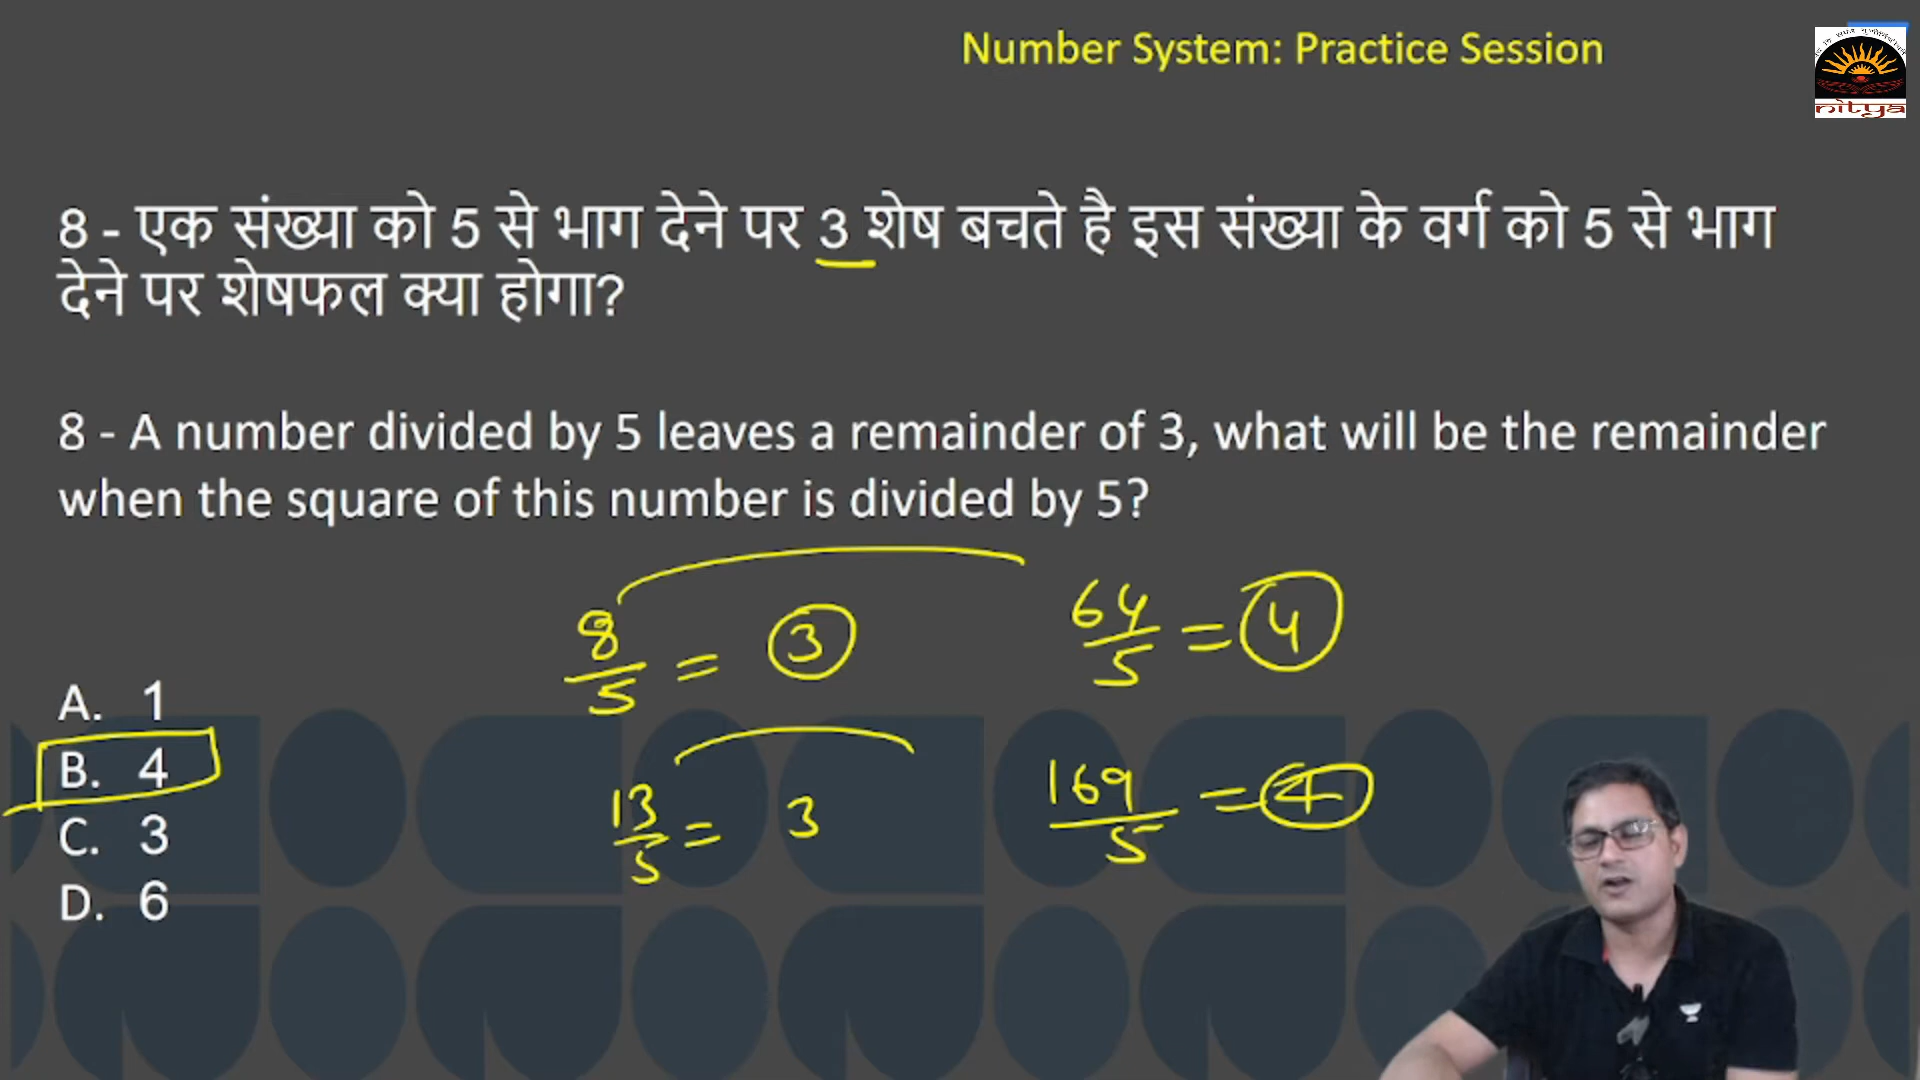 Number System: Practice Session
nitya
8 - एक संख्या को 5 से भाग देने पर 3 शेष बचते है इस संख्या के वर्ग को 5 से भाग
देने पर शेषफल क्या होगा?
8 - A number divided by 5 leaves a remainder of 3, what will be the remainder
when the square of this number is divided by 5?
8/5 = 3
64/5 = 4
13/5 = 3
169/5 = 4
A. 1
B. 4
C. 3
D. 6